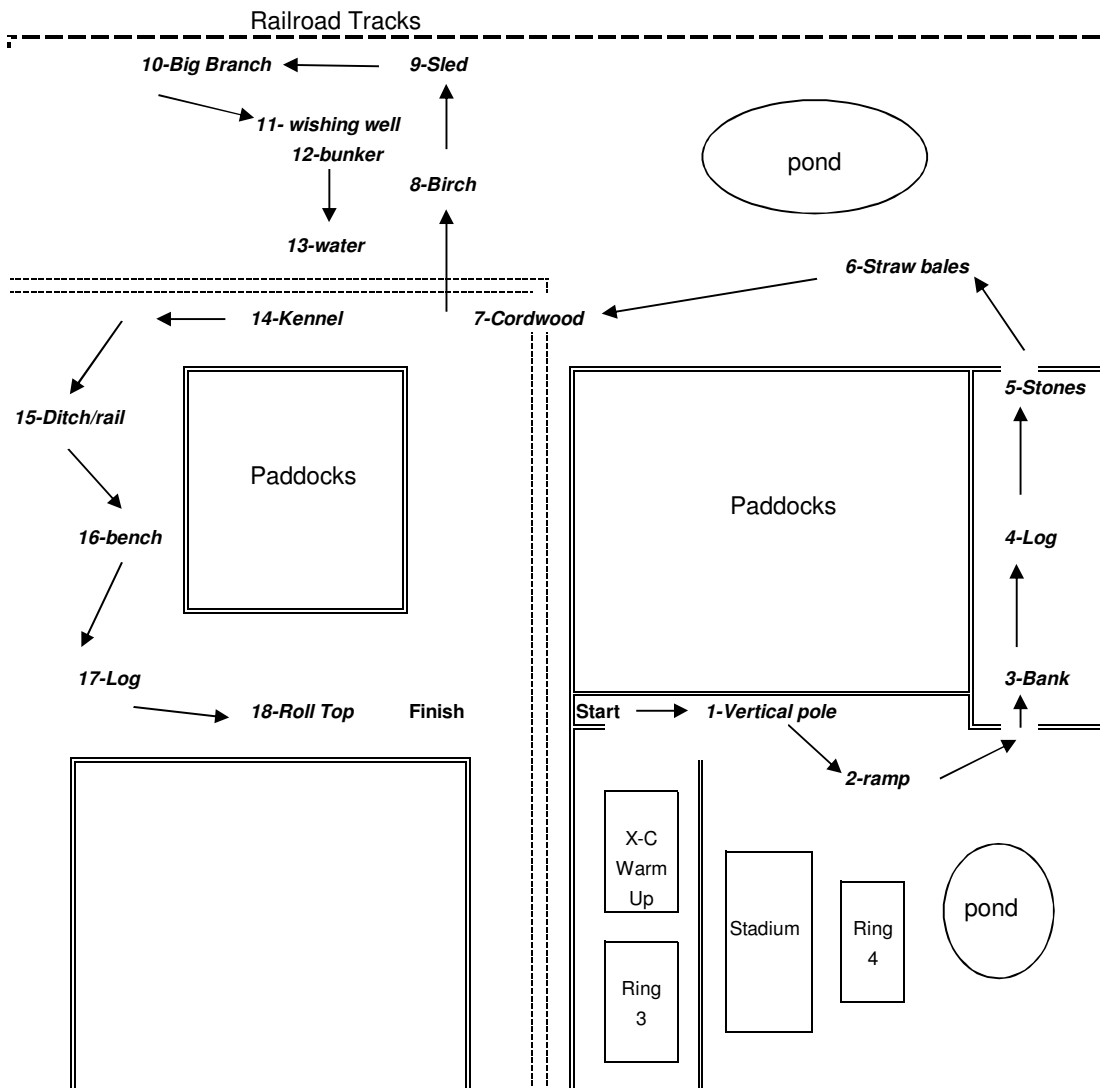 Railroad Tracks
10-Big Branch
9-Sled
11- wishing well
12-bunker
pond
8-Birch
13-water
6-Straw bales
14-Kennel
7-Cordwood
5-Stones
15-Ditch/rail
Paddocks
Paddocks
16-bench
4-Log
17-Log
3-Bank
18-Roll Top
Finish
Start
1-Vertical pole
2-ramp
X-C
Warm
Up
Stadium
Ring
4
pond
Ring
3